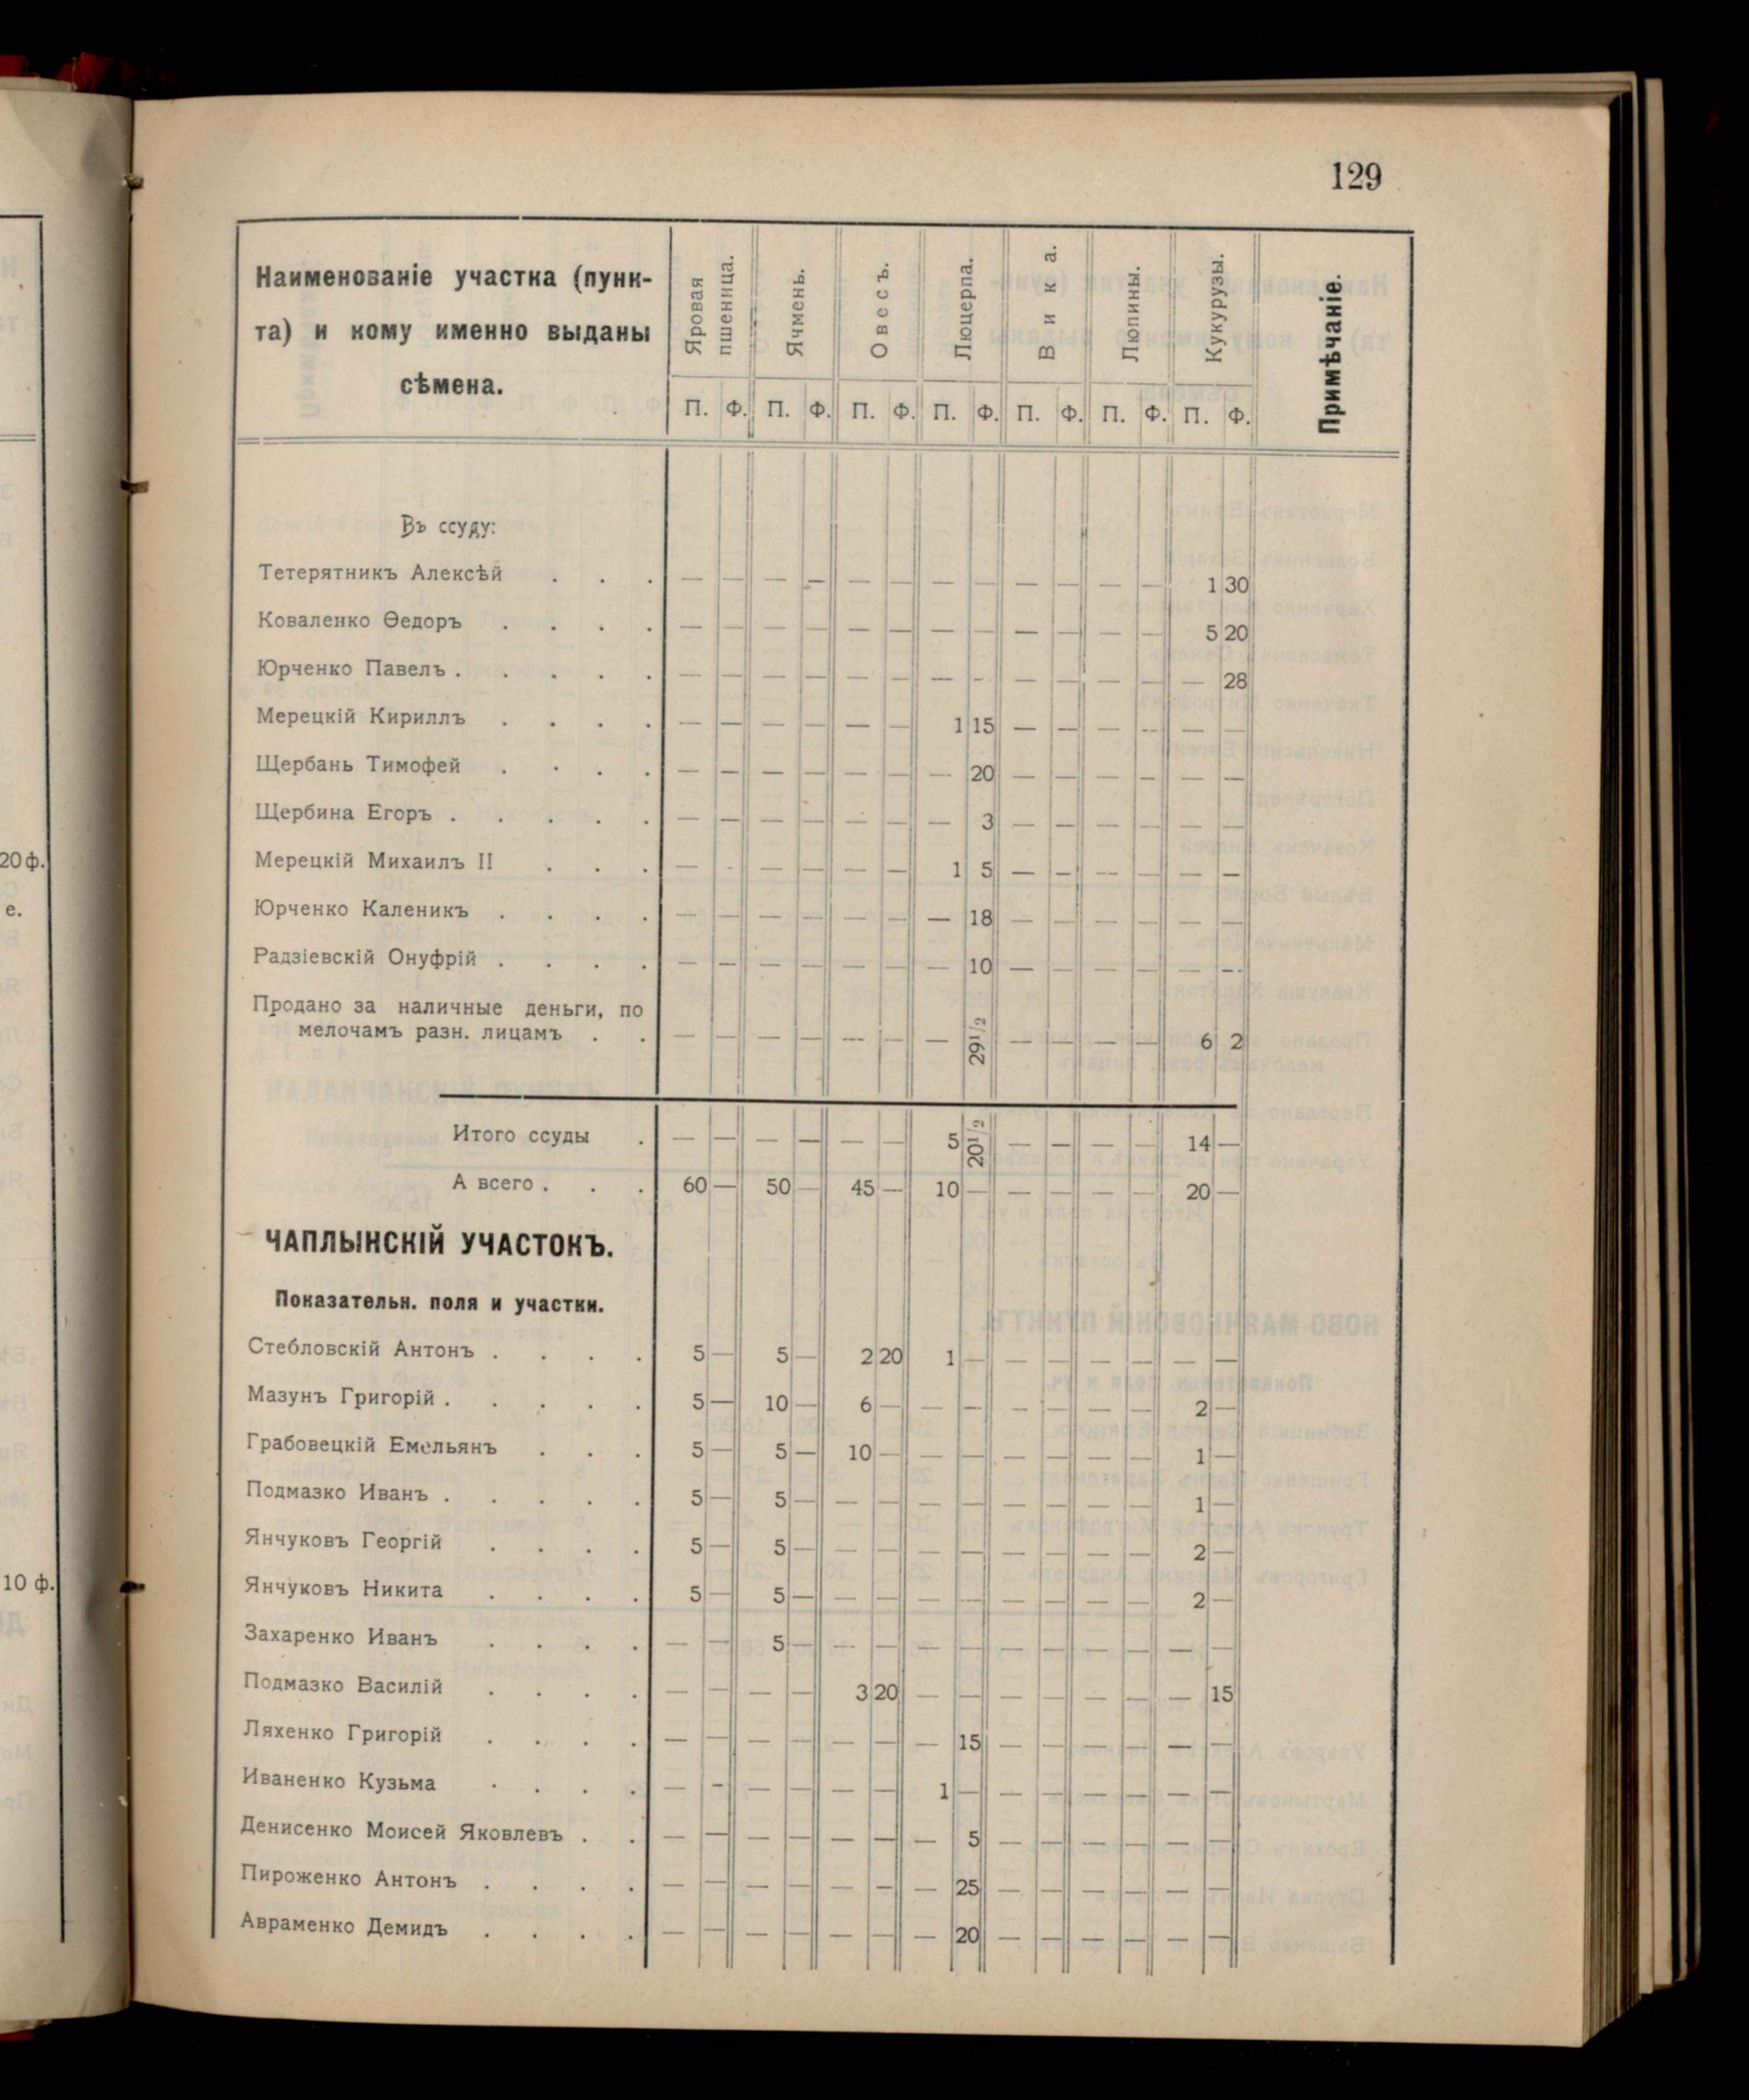 20ф.
е.
10 ф.
129
Наименованіе участка (пунк-
та) и кому именно выданы
сѣмена.
Яровая пшеница.
Ячмень.
Овесъ.
Люцерпа.
Вика.
Люпины.
Кукурузы.
Примѣчаніе.
П. Ф. П. Ф. П. Ф. П. Ф. П. Ф. П. Ф. П. Ф.
Въ ссуду:
Тетерятникъ Алексѣй . . . — — — — — — — — — — — — 1 30
Коваленко Ѳедоръ . . . . — — — — — — — — — — — — 5 20
Юрченко Павелъ . . . . . — — — — — — — — — — — — — 28
Мерецкій Кириллъ . . . . — — — — — — 1 15 — — — — — —
Щербань Тимофей . . . . — — — — — — — 20 — — — — — —
Щербина Егоръ . . . . . — — — — — — — 3 — — — — — —
Мерецкій Михаилъ II . . . — — — — — — 1 5 — — — — — —
Юрченко Каленикъ . . . . — — — — — — — 18 — — — — — —
Радзіевскій Онуфрій . . . . — — — — — — — 10 — — — — — —
Продано за наличные деньги, по
мелочамъ разн. лицамъ . . — — — — — — — 29½ — — — — 6 2
Итого ссуды . — — — — — — 5 20½ — — — — 14 —
А всего . . . 60 — 50 — 45 — 10 — — — — — 20 —
ЧАПЛЫНСКІЙ УЧАСТОКЪ.
Показательн. поля и участки.
Стебловскій Антонъ . . . . 5 — 5 — 2 20 1 — — — — — — —
Мазунъ Григорій . . . . . 5 — 10 — 6 — — — — — — — 2 —
Грабовецкій Емельянъ . . . 5 — 5 — 10 — — — — — — — 1 —
Подмазко Иванъ . . . . . 5 — 5 — — — — — — — — — 1 —
Янчуковъ Георгій . . . . 5 — 5 — — — — — — — — — 2 —
Янчуковъ Никита . . . . 5 — 5 — — — — — — — — — 2 —
Захаренко Иванъ . . . . — — 5 — — — — — — — — — — —
Подмазко Василій . . . . — — — — 3 20 — — — — — — — 15
Ляхенко Григорій . . . . — — — — — — — 15 — — — — — —
Иваненко Кузьма . . . . — — — — — — 1 — — — — — — —
Денисенко Моисей Яковлевъ . . — — — — — — — 5 — — — — — —
Пироженко Антонъ . . . . — — — — — — — 25 — — — — — —
Авраменко Демидъ . . . . — — — — — — — 20 — — — — — —